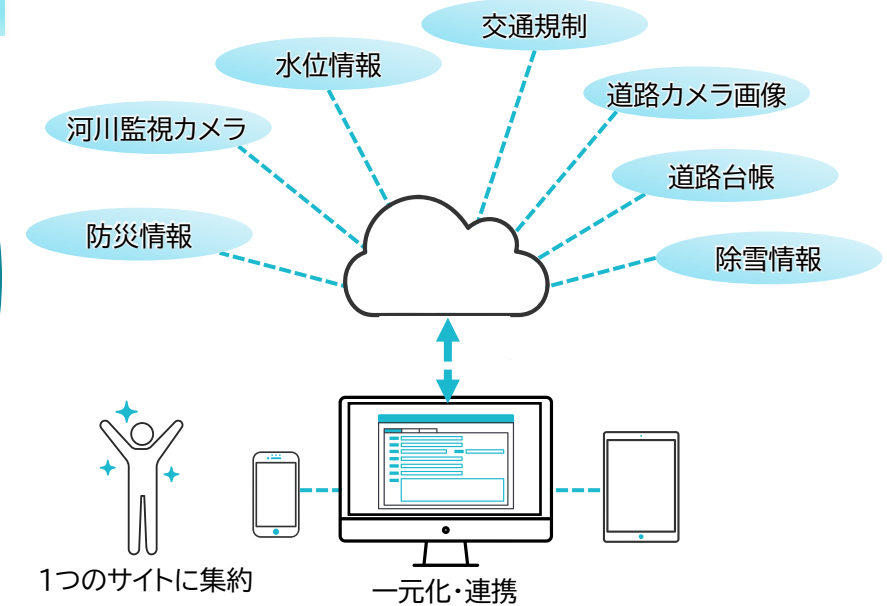 交通規制
水位情報
道路カメラ画像
河川監視カメラ
道路台帳
防災情報
除雪情報
1つのサイトに集約
一元化・連携